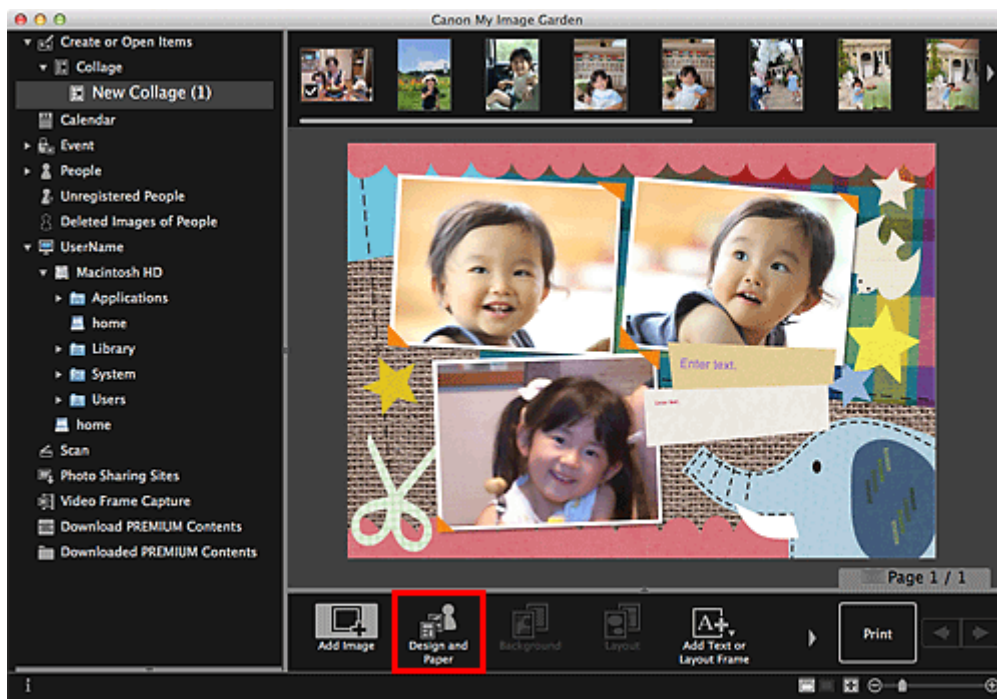 Canon My Image Garden
Create or Open Items
Collage
New Collage (1)
Calendar
Event
People
Unregistered People
Deleted Images of People
UserName
Macintosh HD
Applications
home
Library
System
Users
home
Scan
Photo Sharing Sites
Video Frame Capture
Download PREMIUM Contents
Downloaded PREMIUM Contents
Enter text.
Enter text.
Page 1 / 1
Add Image
Design and
Paper
Background
Layout
Add Text or
Layout Frame
Print